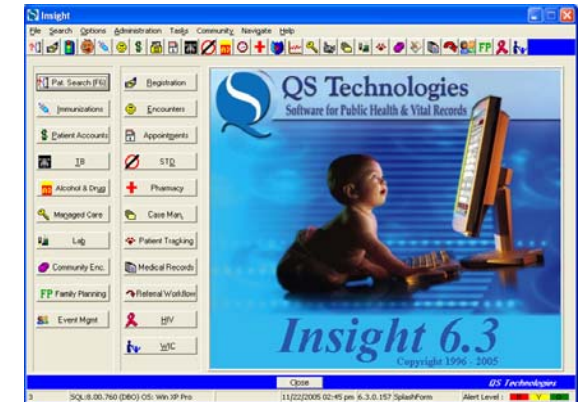 Insight
File Search Options Administration Tasks Community Navigate Help
FP
Pat. Search (F6) Registration
Immunizations Encounters
Patient Accounts Appointments
TB STD
Alcohol & Drug Pharmacy
Managed Care Case Man.
Lab Patient Tracking
Community Enc. Medical Records
FP Family Planning Referral Workflow
Event Mgmt HIV
WIC
QS Technologies
Software for Public Health & Vital Records
Insight 6.3
Copyright 1996 - 2005
Close
QS Technologies
3 SQL:8.00.760 (DBO) OS: Win XP Pro 11/22/2005 02:45 pm 6.3.0.157 SplashForm Alert Level : R Y G